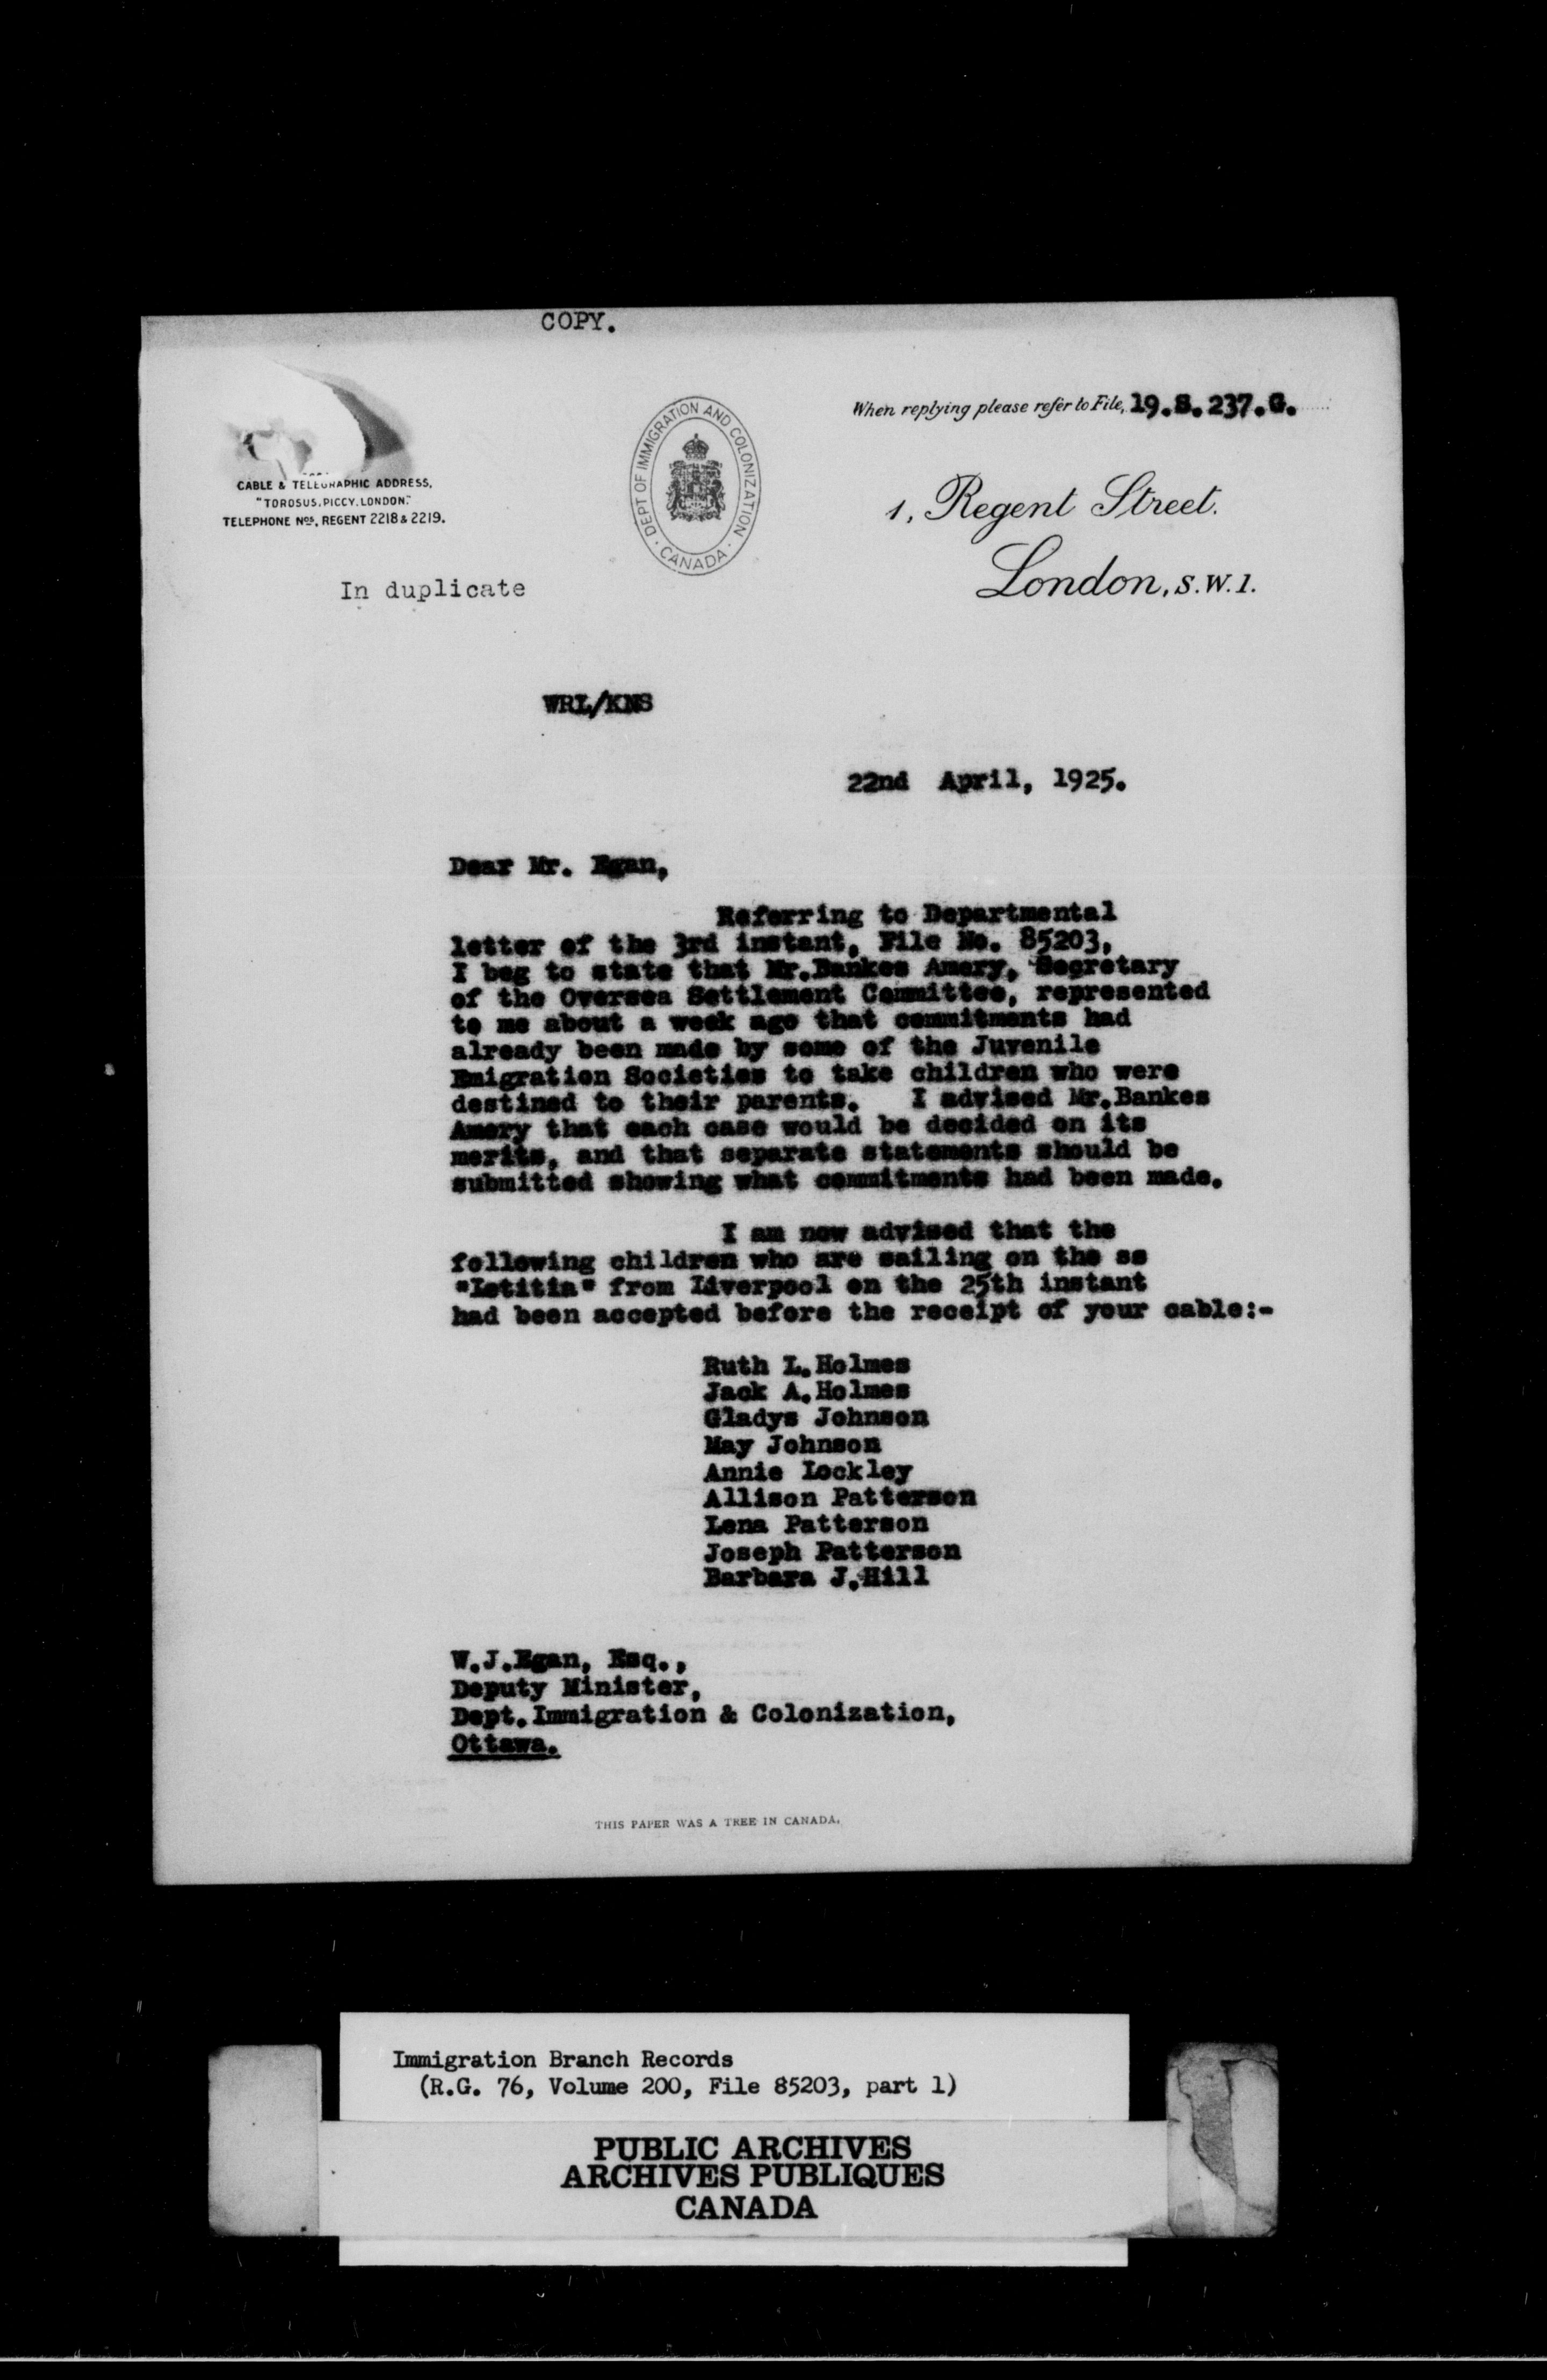 COPY.
When replying please refer to File, 19.S.237.G.
CABLE & TELEGRAPHIC ADDRESS,
"TOROSUS, PICCY, LONDON."
TELEPHONE Nos, REGENT 2218 & 2219.
DEPT OF IMMIGRATION AND COLONIZATION · CANADA ·
1, Regent Street.
London, S.W.1.
In duplicate
WRL/KNS
22nd April, 1925.
Dear Mr. Egan,
Referring to Departmental
letter of the 3rd instant, File No. 85203,
I beg to state that Mr.Bankes Amery, Secretary
of the Oversea Settlement Committee, represented
to me about a week ago that commitments had
already been made by some of the Juvenile
Emigration Societies to take children who were
destined to their parents. I advised Mr.Bankes
Amery that each case would be decided on its
merits, and that separate statements should be
submitted showing what commitments had been made.
I am now advised that the
following children who are sailing on the ss
"Letitia" from Liverpool on the 25th instant
had been accepted before the receipt of your cable:-
Ruth L.Holmes
Jack A.Holmes
Gladys Johnson
May Johnson
Annie Lockley
Allison Patterson
Lena Patterson
Joseph Patterson
Barbara J.Hill
W.J.Egan, Esq.,
Deputy Minister,
Dept.Immigration & Colonization,
Ottawa.
THIS PAPER WAS A TREE IN CANADA.
Immigration Branch Records
(R.G. 76, Volume 200, File 85203, part 1)
PUBLIC ARCHIVES
ARCHIVES PUBLIQUES
CANADA